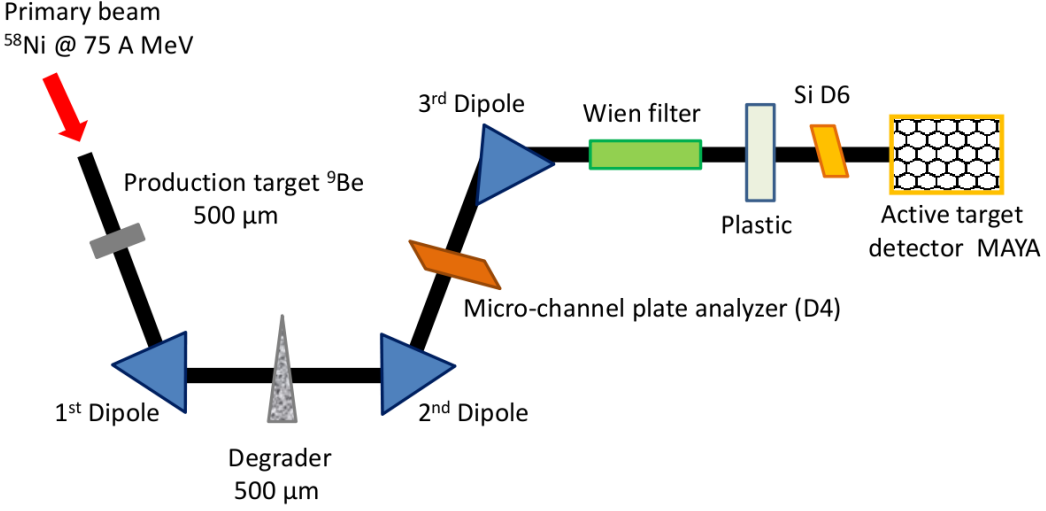 Primary beam
⁵⁸Ni @ 75 A MeV
3ʳᵈ Dipole
Wien filter
Si D6
Production target ⁹Be
500 µm
Plastic
Active target
detector MAYA
Micro-channel plate analyzer (D4)
1ˢᵗ Dipole
2ⁿᵈ Dipole
Degrader
500 µm